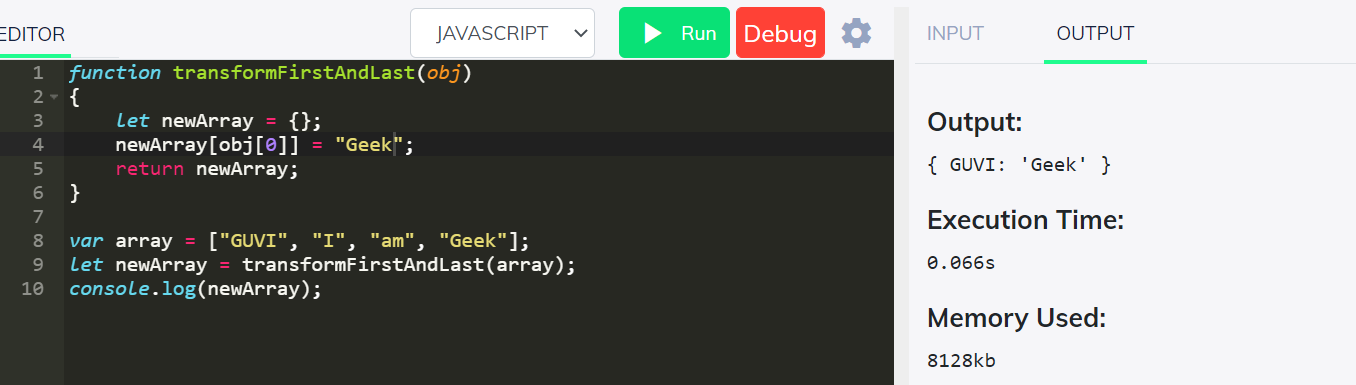 EDITOR
JAVASCRIPT
Run
Debug
INPUT
OUTPUT
1 function transformFirstAndLast(obj)
2 {
3     let newArray = {};
4     newArray[obj[0]] = "Geek";
5     return newArray;
6 }
7
8 var array = ["GUVI", "I", "am", "Geek"];
9 let newArray = transformFirstAndLast(array);
10 console.log(newArray);
Output:
{ GUVI: 'Geek' }
Execution Time:
0.066s
Memory Used:
8128kb